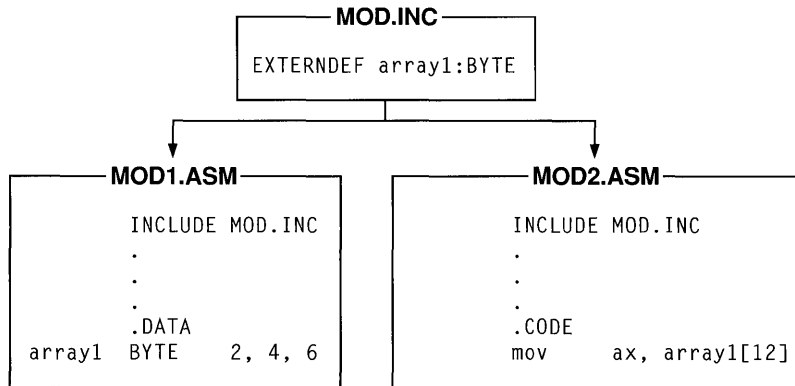 MOD.INC
EXTERNDEF array1:BYTE
MOD1.ASM
INCLUDE MOD.INC
.
.
.
.DATA
array1 BYTE 2, 4, 6
MOD2.ASM
INCLUDE MOD.INC
.
.
.
.CODE
mov ax, array1[12]